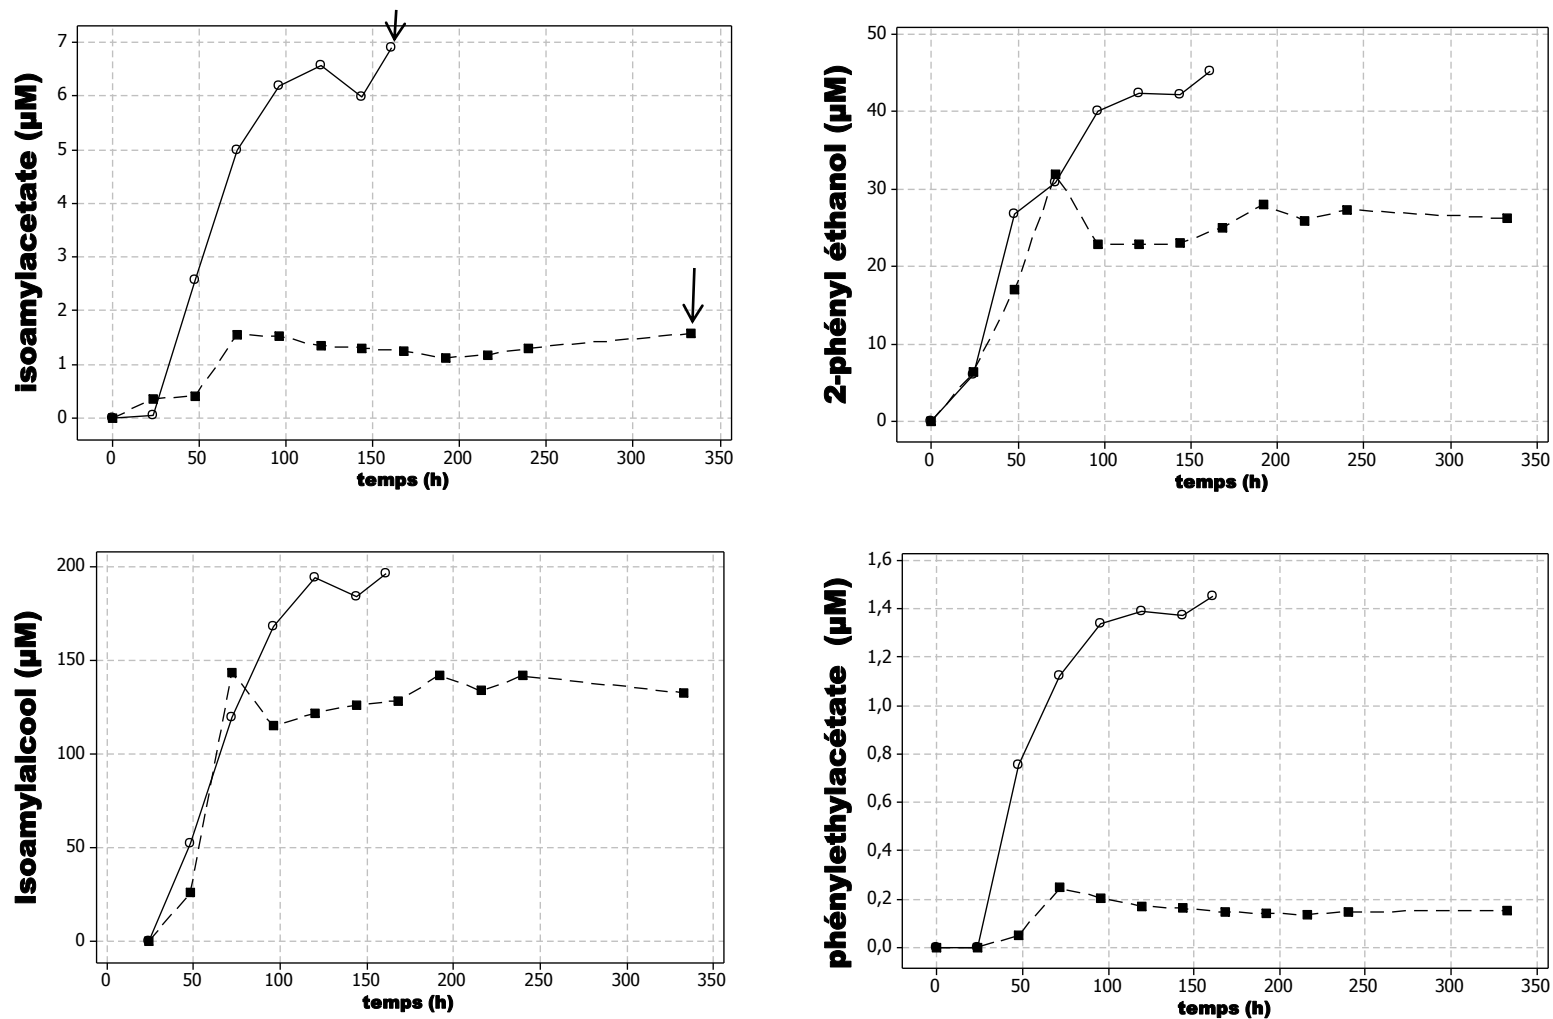 isoamylacetate (µM)
7
6
5
4
3
2
1
0
0 50 100 150 200 250 300 350
temps (h)
2-phényl éthanol (µM)
50
40
30
20
10
0
0 50 100 150 200 250 300 350
temps (h)
Isoamylalcool (µM)
200
150
100
50
0
0 50 100 150 200 250 300 350
temps (h)
phénylethylacétate (µM)
1,6
1,4
1,2
1,0
0,8
0,6
0,4
0,2
0,0
0 50 100 150 200 250 300 350
temps (h)